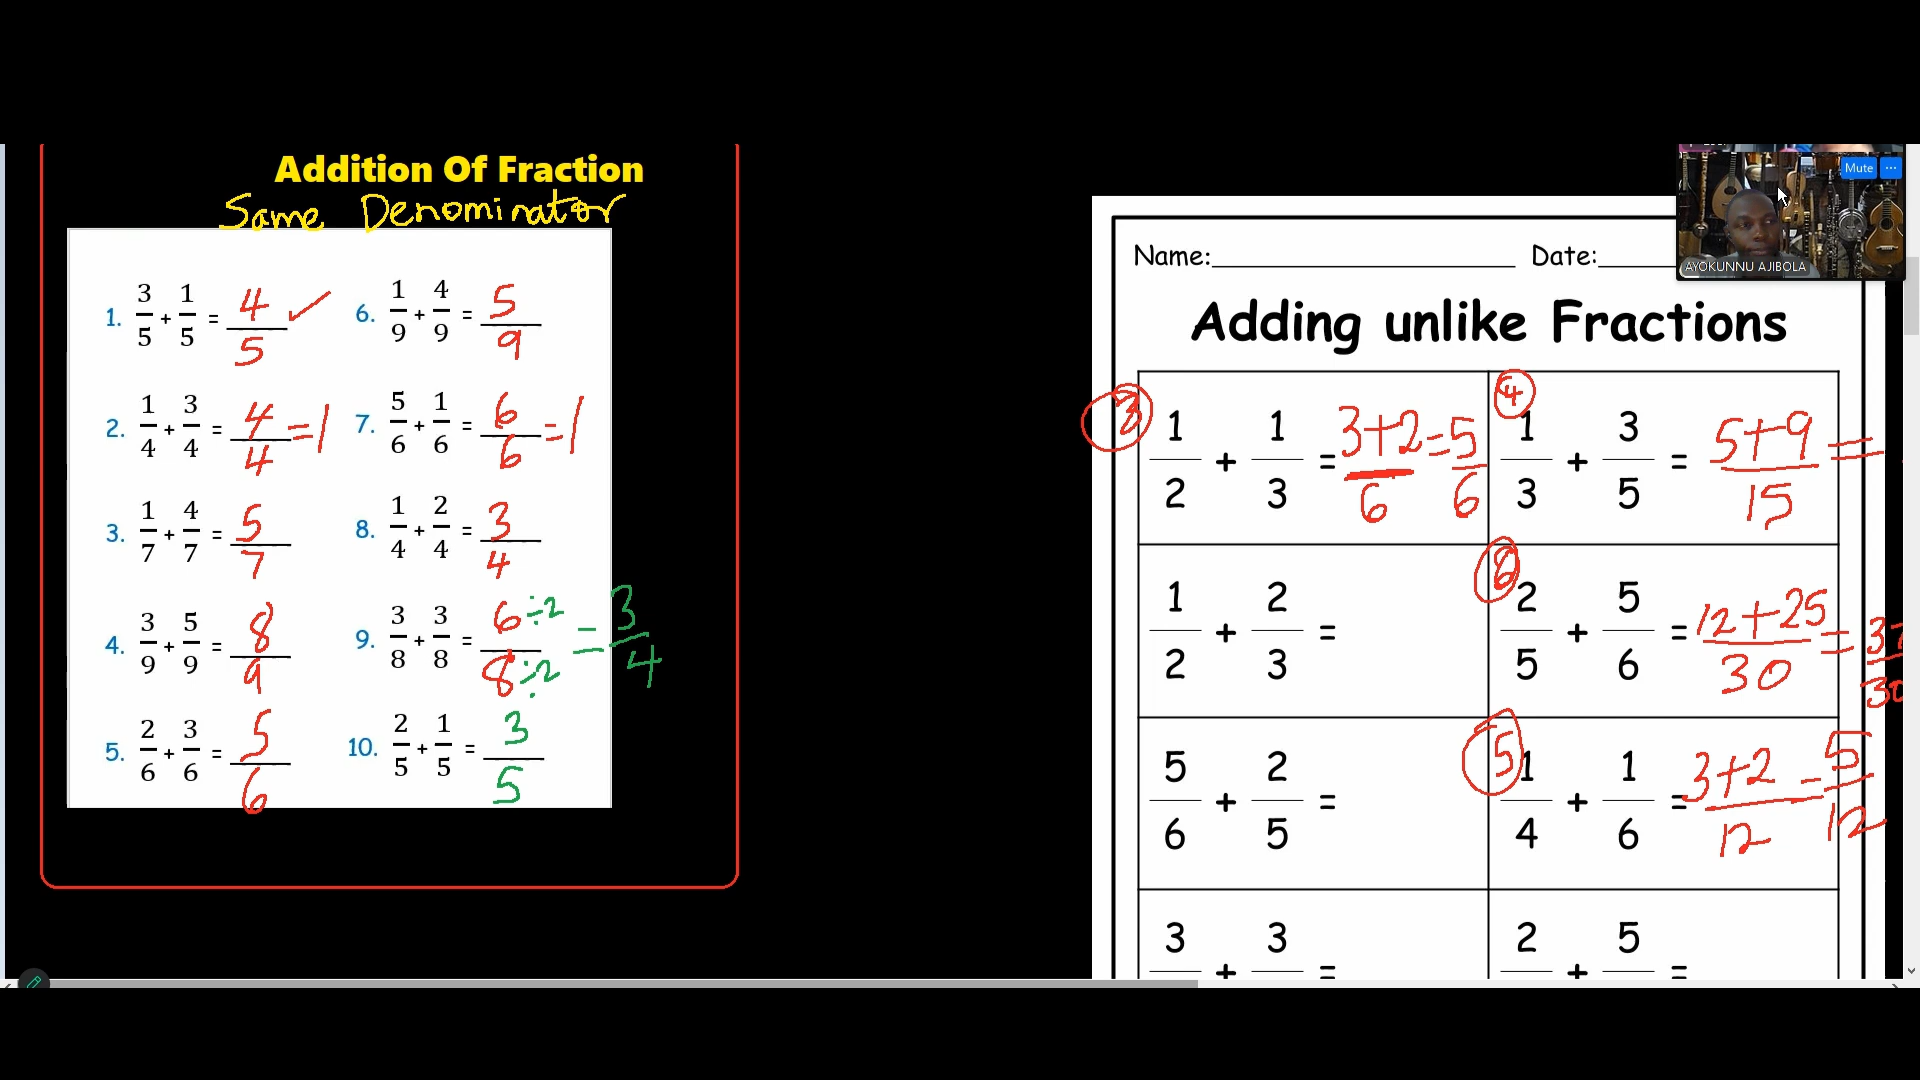 Addition Of Fraction
Same Denominator
1. 3/5 + 1/5 = 4/5 ✓
2. 1/4 + 3/4 = 4/4 = 1
3. 1/7 + 4/7 = 5/7
4. 3/9 + 5/9 = 8/9
5. 2/6 + 3/6 = 5/6
6. 1/9 + 4/9 = 5/9
7. 5/6 + 1/6 = 6/6 = 1
8. 1/4 + 2/4 = 3/4
9. 3/8 + 3/8 = 6÷2/8÷2 = 3/4
10. 2/5 + 1/5 = 3/5
Mute ...
AYOKUNNU AJIBOLA
Name: Date:
Adding unlike Fractions
1/2 + 1/3 = 3+2/6 = 5/6
④ 1/3 + 3/5 = 5+9/15 =
1/2 + 2/3 =
2/5 + 5/6 = 12+25/30 = 37/30
5/6 + 2/5 =
⑤ 1/4 + 1/6 = 3+2/12 = 5/12
3 + 3 =
2 + 5 =